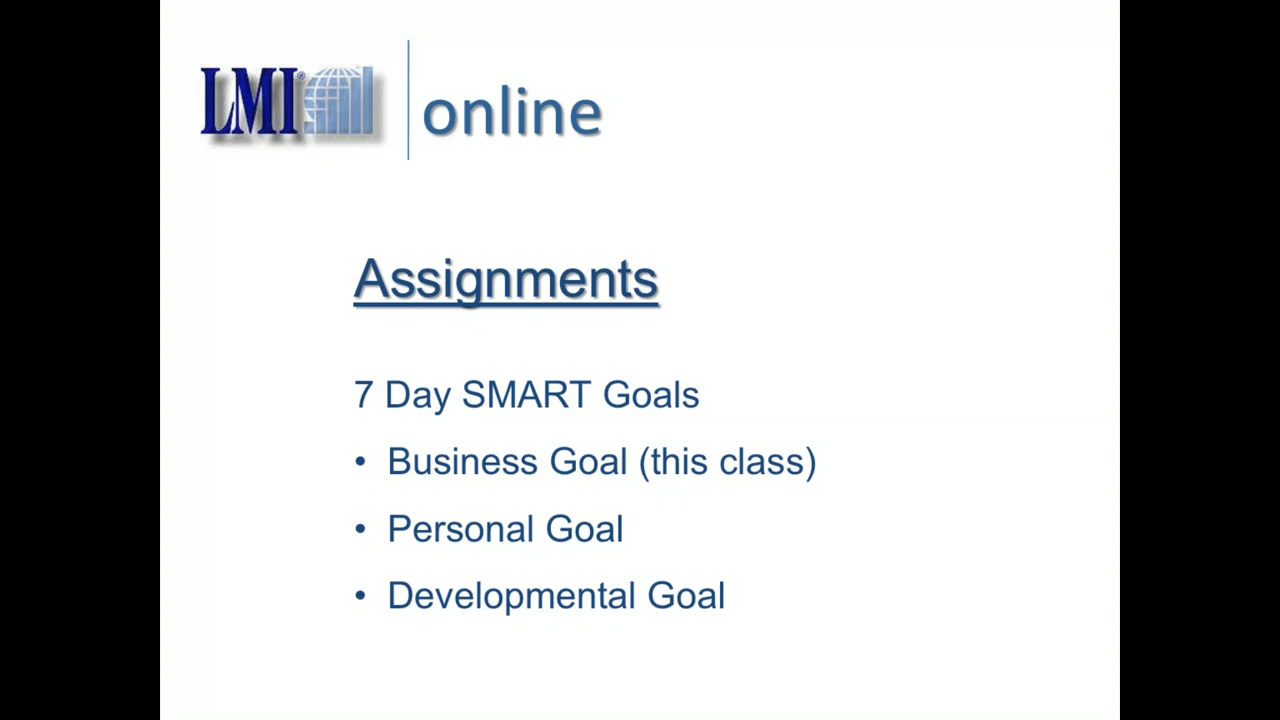 LMI® online
Assignments
7 Day SMART Goals
• Business Goal (this class)
• Personal Goal
• Developmental Goal